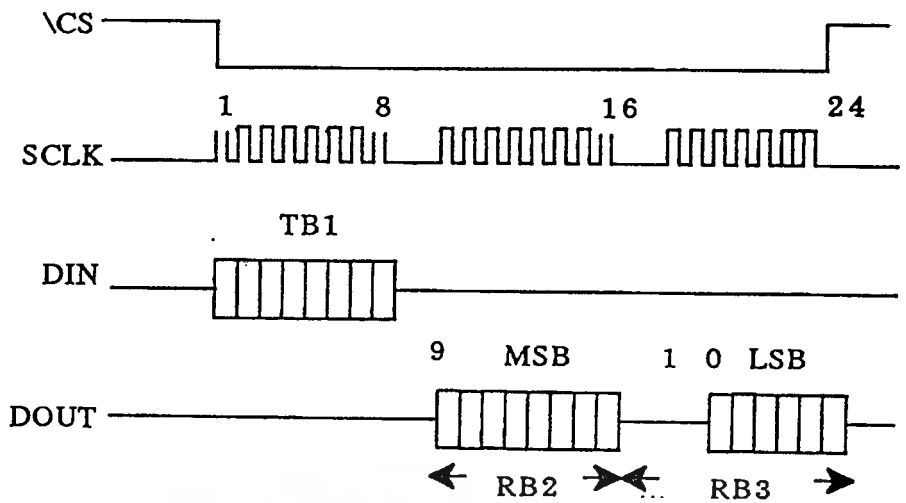 \CS
1 8 16 24
SCLK
TB1
DIN
9 MSB 1 0 LSB
DOUT
RB2 ... RB3